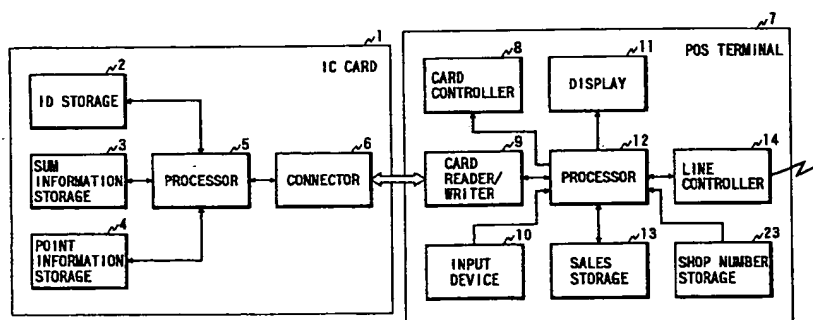 1
IC CARD
2
ID STORAGE
3
SUM
INFORMATION
STORAGE
4
POINT
INFORMATION
STORAGE
5
PROCESSOR
6
CONNECTOR
7
POS TERMINAL
8
CARD
CONTROLLER
11
DISPLAY
9
CARD
READER/
WRITER
12
PROCESSOR
14
LINE
CONTROLLER
10
INPUT
DEVICE
13
SALES
STORAGE
23
SHOP NUMBER
STORAGE